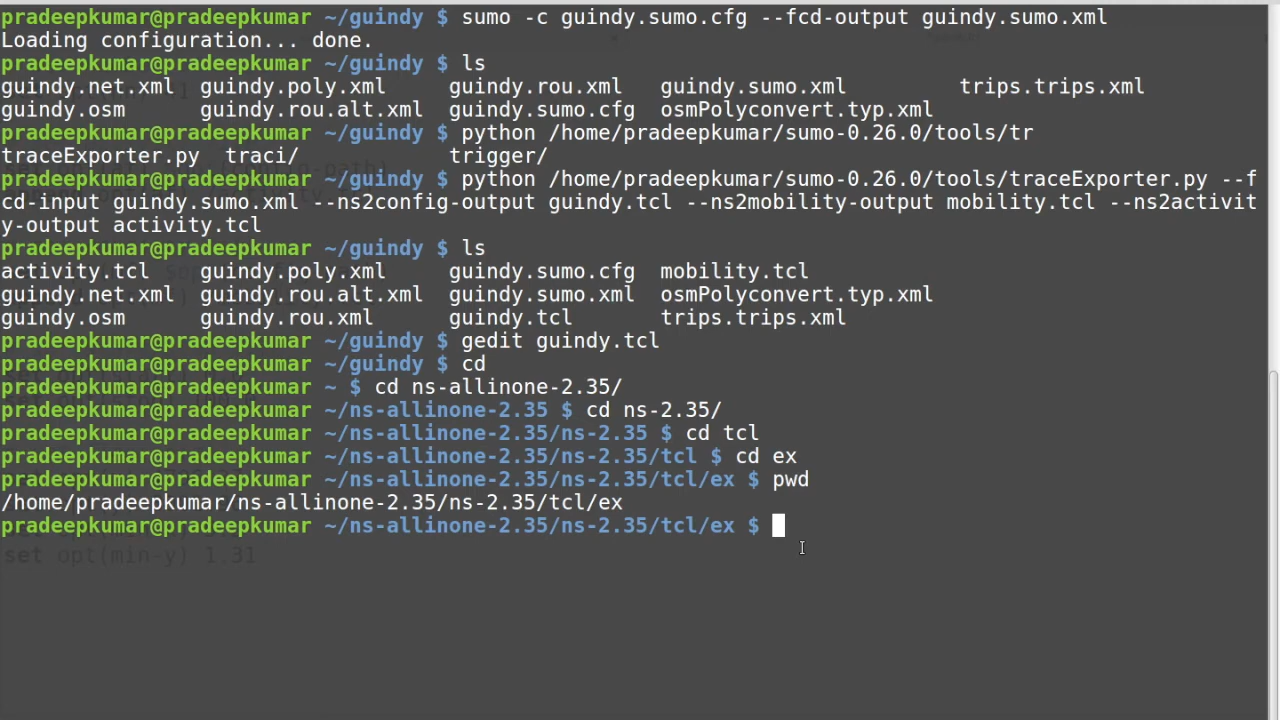 pradeepkumar@pradeepkumar ~/guindy $ sumo -c guindy.sumo.cfg --fcd-output guindy.sumo.xml
Loading configuration... done.
pradeepkumar@pradeepkumar ~/guindy $ ls
guindy.net.xml guindy.poly.xml guindy.rou.xml guindy.sumo.xml trips.trips.xml
guindy.osm guindy.rou.alt.xml guindy.sumo.cfg osmPolyconvert.typ.xml
pradeepkumar@pradeepkumar ~/guindy $ python /home/pradeepkumar/sumo-0.26.0/tools/tr
traceExporter.py traci/ trigger/
pradeepkumar@pradeepkumar ~/guindy $ python /home/pradeepkumar/sumo-0.26.0/tools/traceExporter.py --f
cd-input guindy.sumo.xml --ns2config-output guindy.tcl --ns2mobility-output mobility.tcl --ns2activit
y-output activity.tcl
pradeepkumar@pradeepkumar ~/guindy $ ls
activity.tcl guindy.poly.xml guindy.sumo.cfg mobility.tcl
guindy.net.xml guindy.rou.alt.xml guindy.sumo.xml osmPolyconvert.typ.xml
guindy.osm guindy.rou.xml guindy.tcl trips.trips.xml
pradeepkumar@pradeepkumar ~/guindy $ gedit guindy.tcl
pradeepkumar@pradeepkumar ~/guindy $ cd
pradeepkumar@pradeepkumar ~ $ cd ns-allinone-2.35/
pradeepkumar@pradeepkumar ~/ns-allinone-2.35 $ cd ns-2.35/
pradeepkumar@pradeepkumar ~/ns-allinone-2.35/ns-2.35 $ cd tcl
pradeepkumar@pradeepkumar ~/ns-allinone-2.35/ns-2.35/tcl $ cd ex
pradeepkumar@pradeepkumar ~/ns-allinone-2.35/ns-2.35/tcl/ex $ pwd
/home/pradeepkumar/ns-allinone-2.35/ns-2.35/tcl/ex
pradeepkumar@pradeepkumar ~/ns-allinone-2.35/ns-2.35/tcl/ex $
set opt(min-y) 1.31